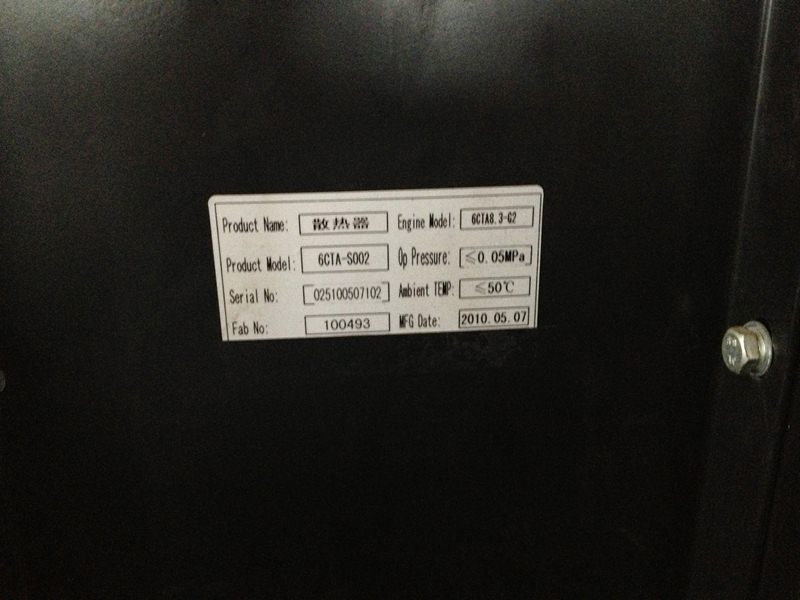 Product Name: 散热器 Engine Model: 6CTA8.3-G2
Product Model: 6CTA-S002 Op Pressure: ≤0.05MPa
Serial No: 025100507102 Ambient TEMP: ≤50℃
Fab No: 100493 MFG Date: 2010.05.07